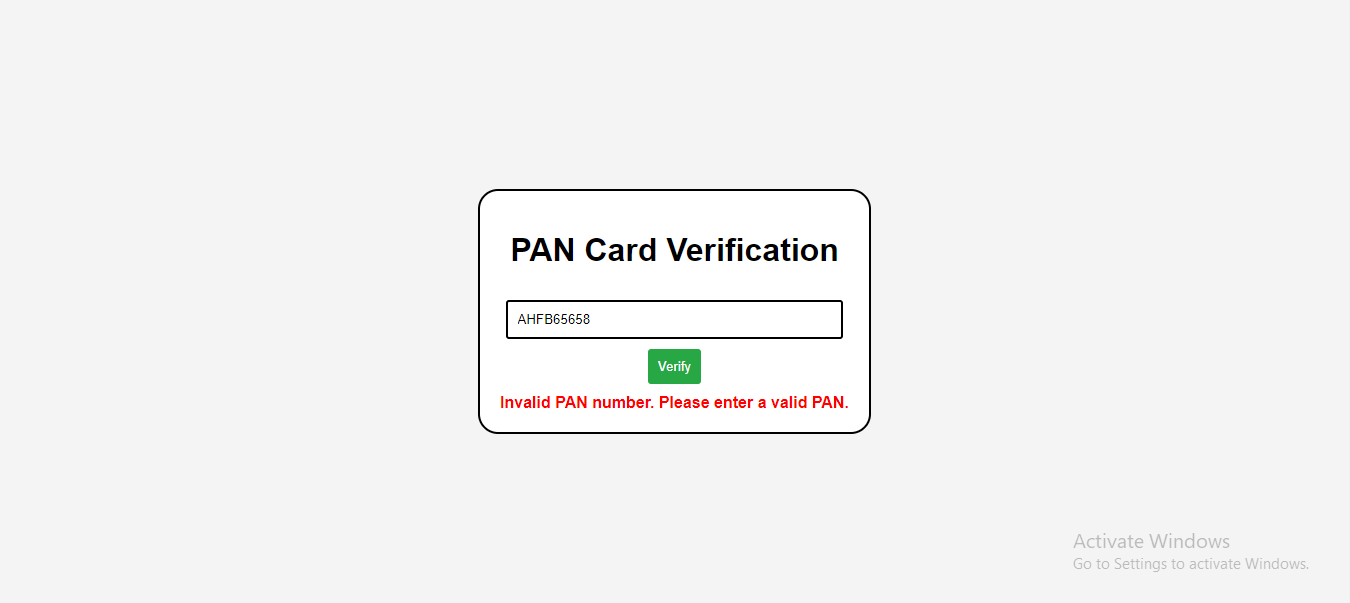 PAN Card Verification
AHFB65658
Verify
Invalid PAN number. Please enter a valid PAN.
Activate Windows
Go to Settings to activate Windows.